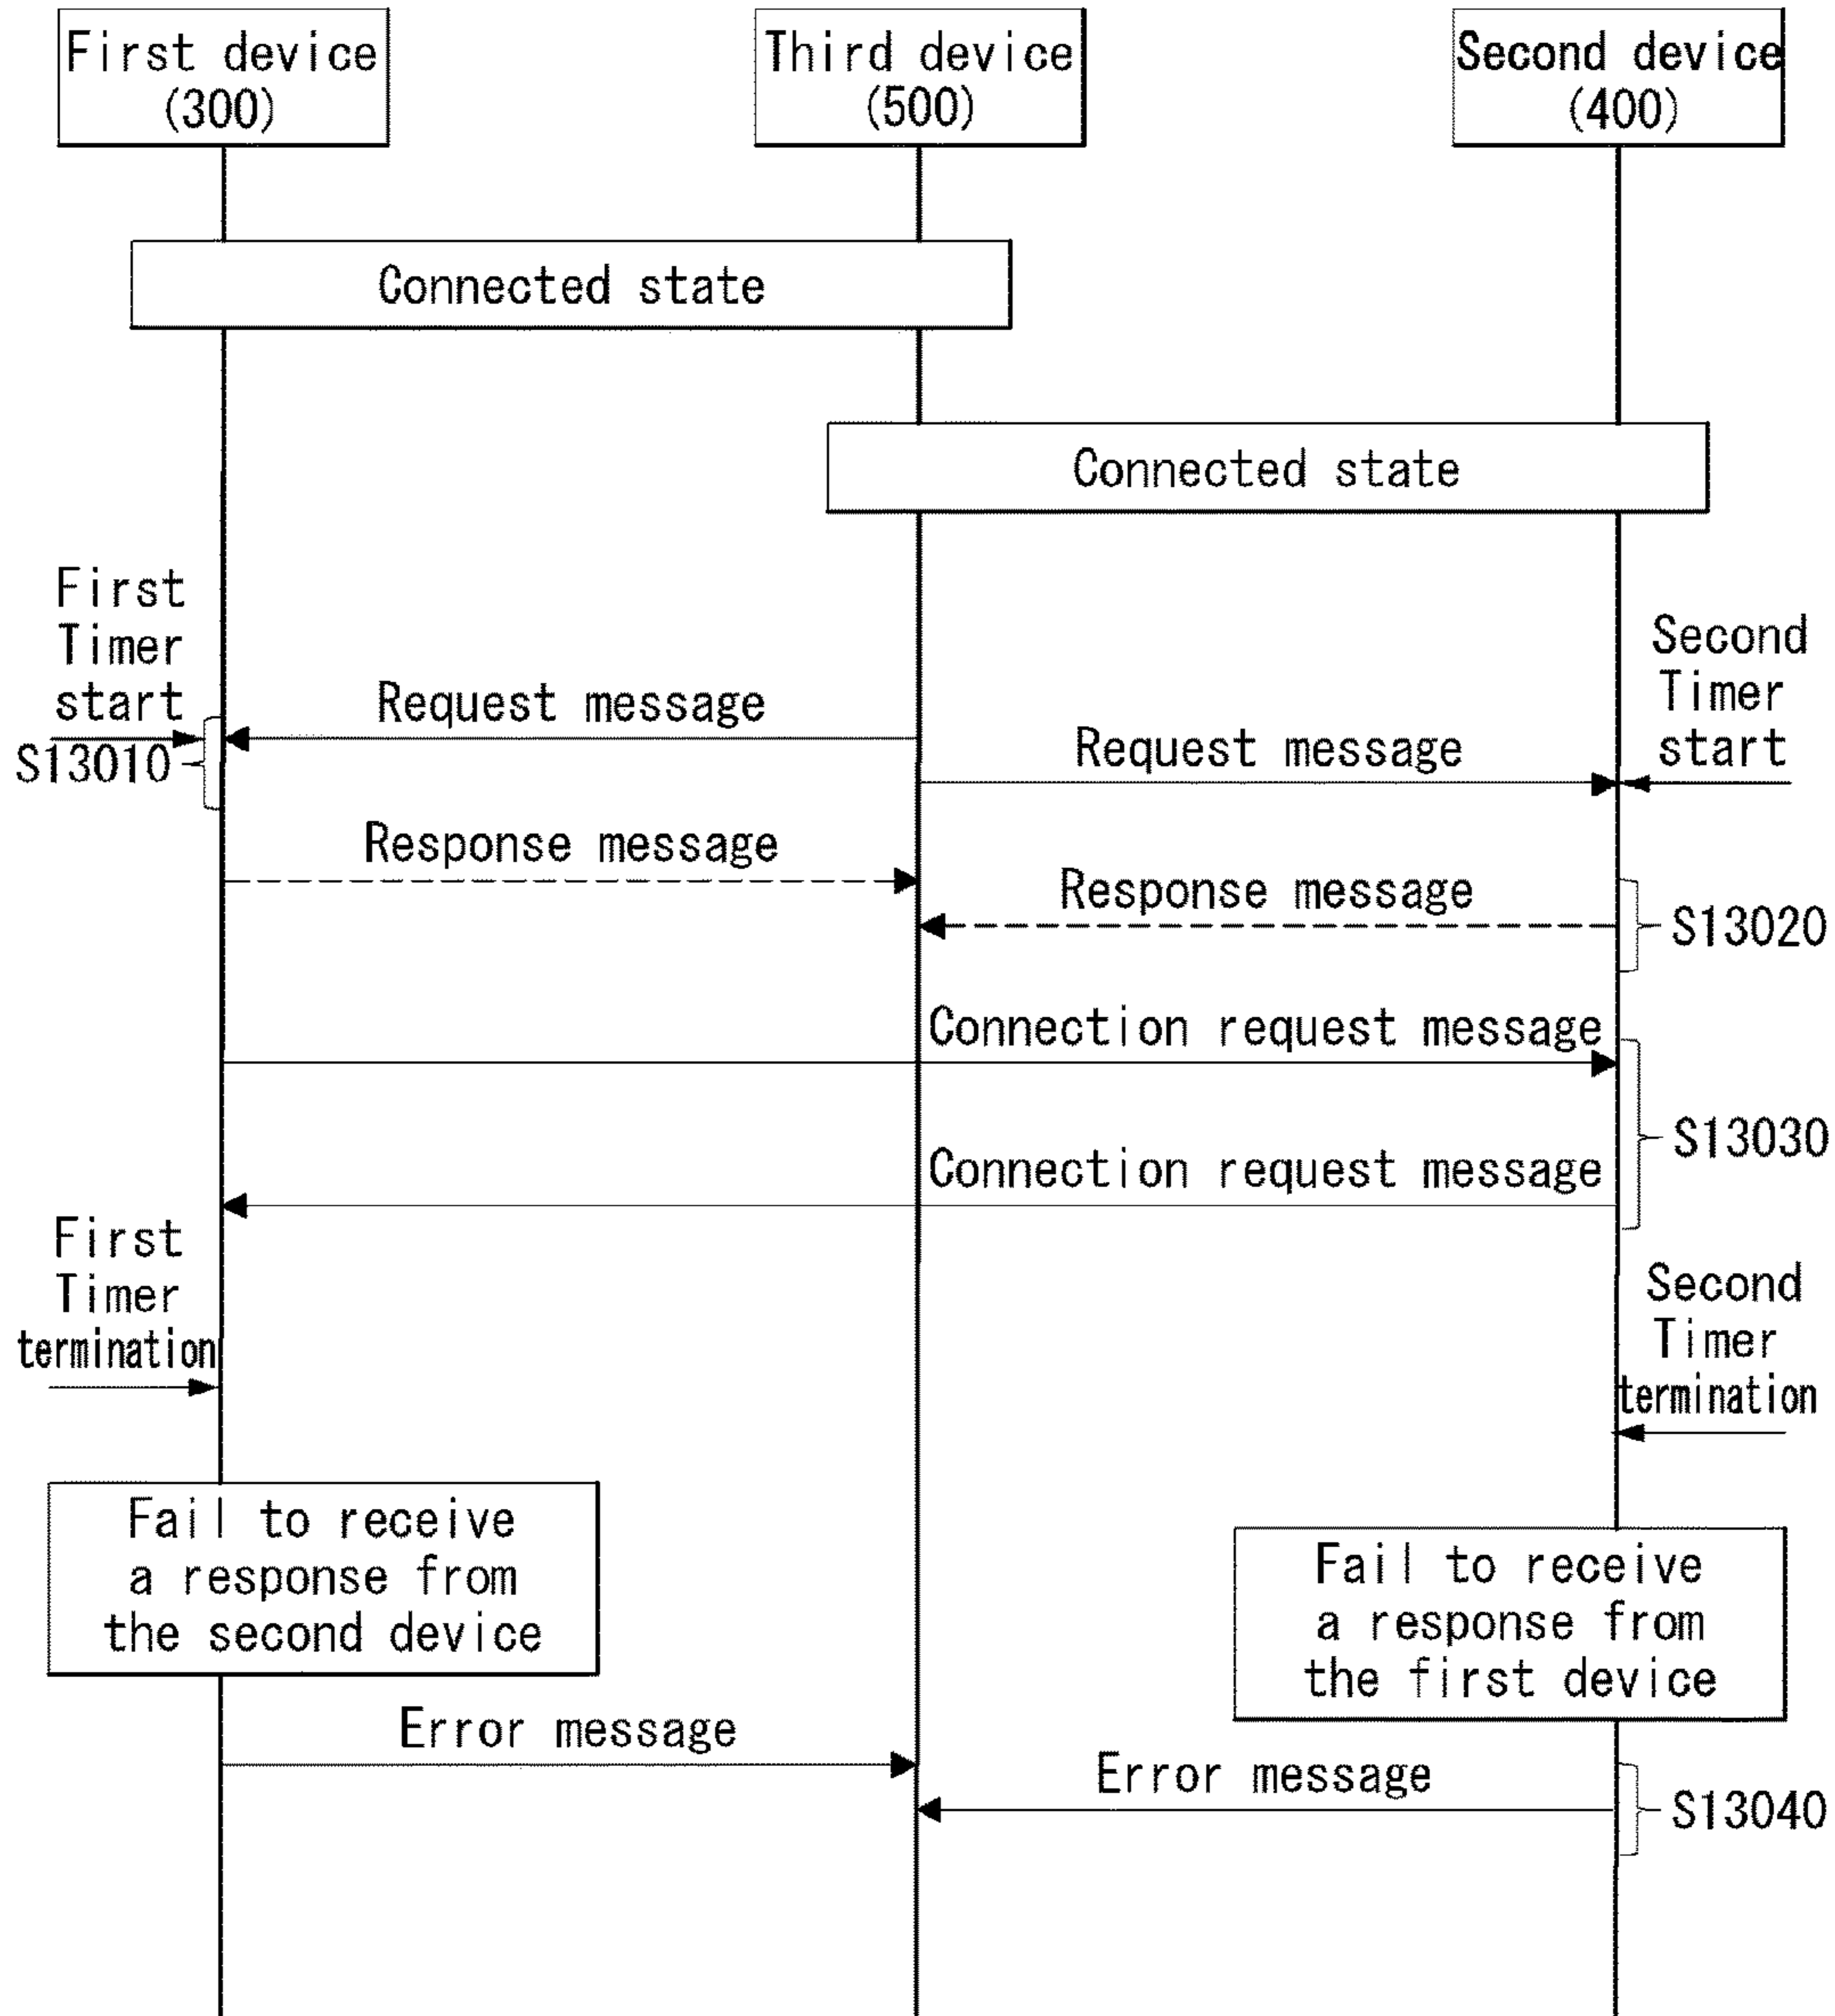 First device
(300)
Third device
(500)
Second device
(400)
Connected state
Connected state
First
Timer
start
S13010
Request message
Request message
Second
Timer
start
Response message
Response message
S13020
Connection request message
S13030
Connection request message
First
Timer
termination
Second
Timer
termination
Fail to receive
a response from
the second device
Fail to receive
a response from
the first device
Error message
Error message
S13040